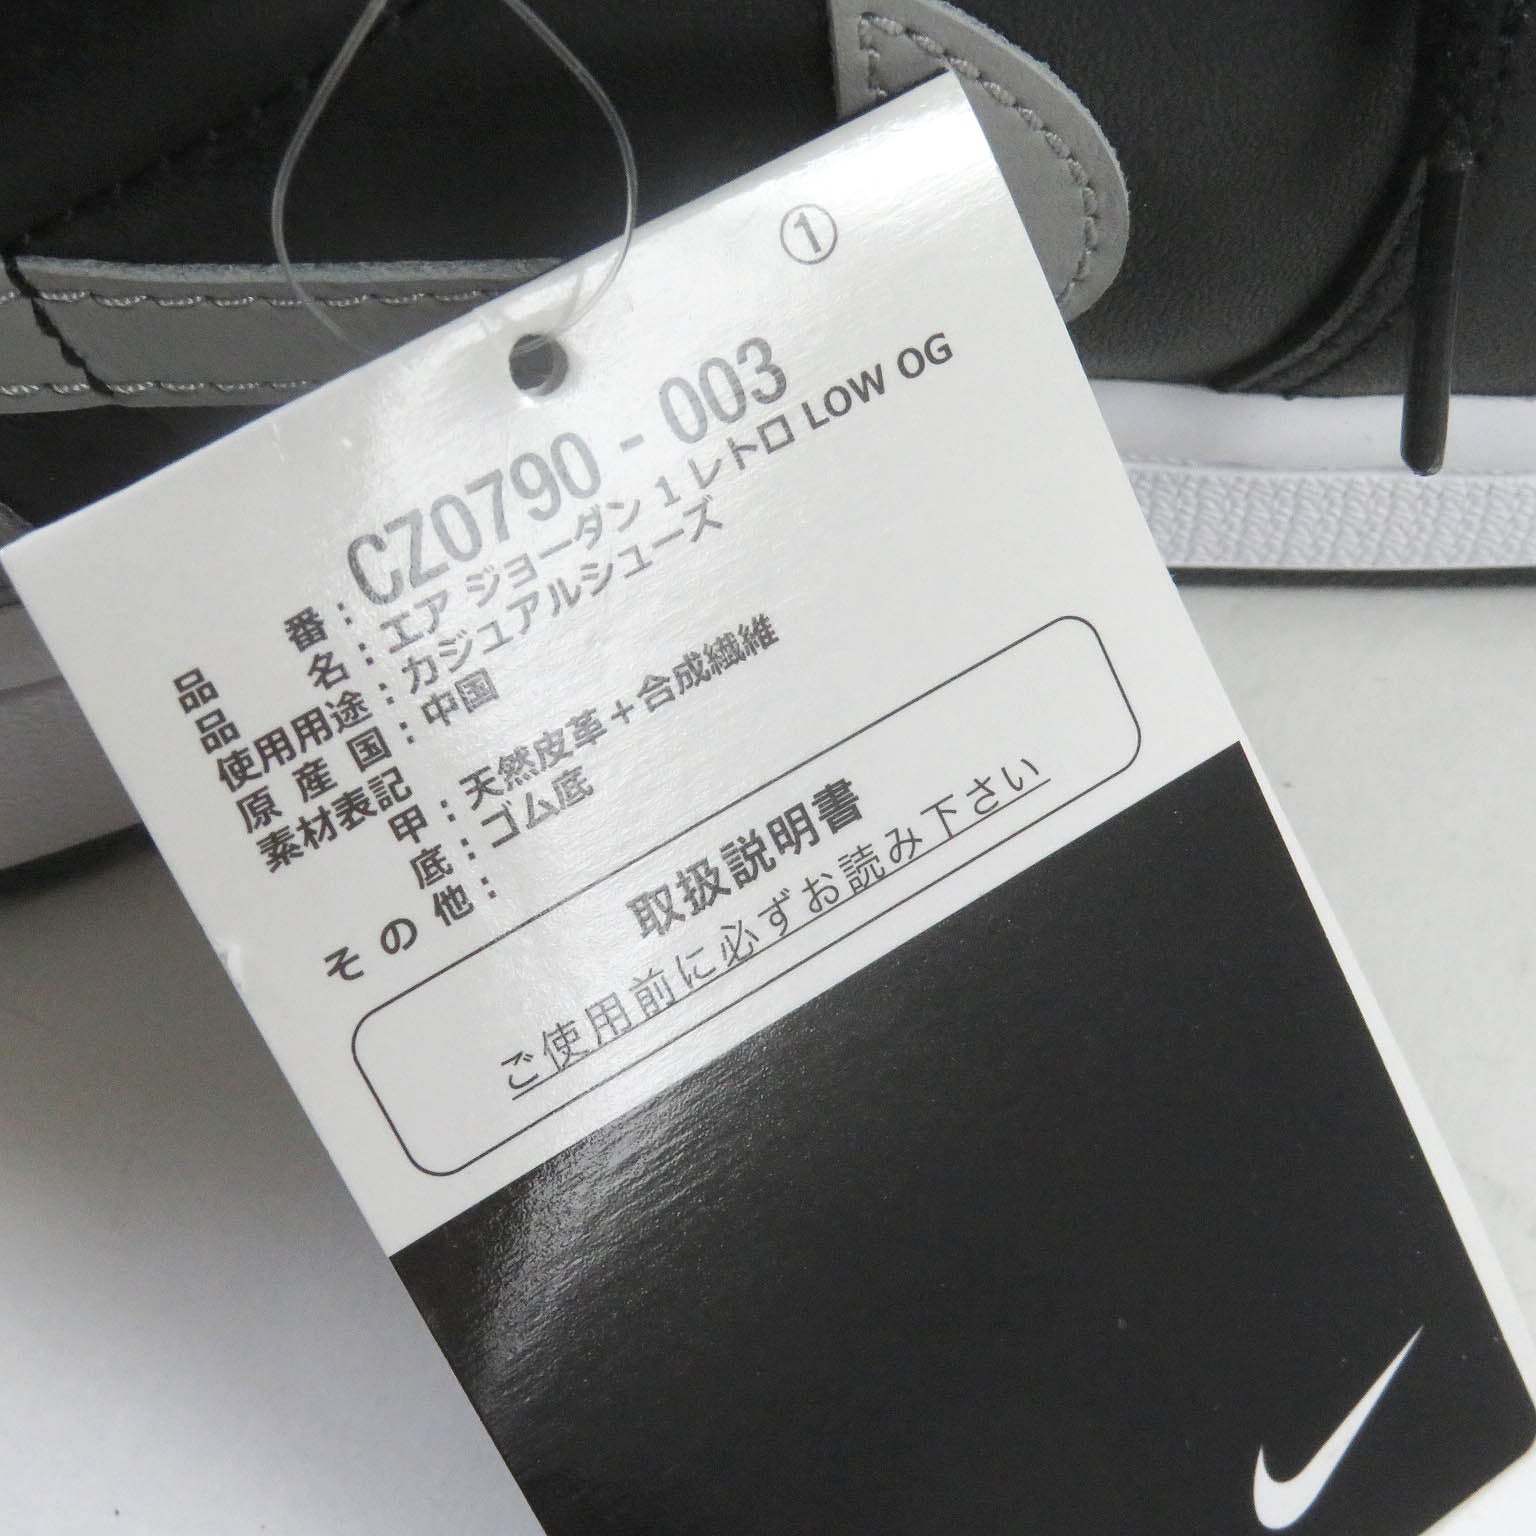 ①
品番：CZ0790-003
品名：エア ジョーダン 1 レトロ LOW OG
使用用途：カジュアルシューズ
原産国：中国
素材表記
甲：天然皮革＋合成繊維
底：ゴム底
その他：
取扱説明書
ご使用前に必ずお読み下さい